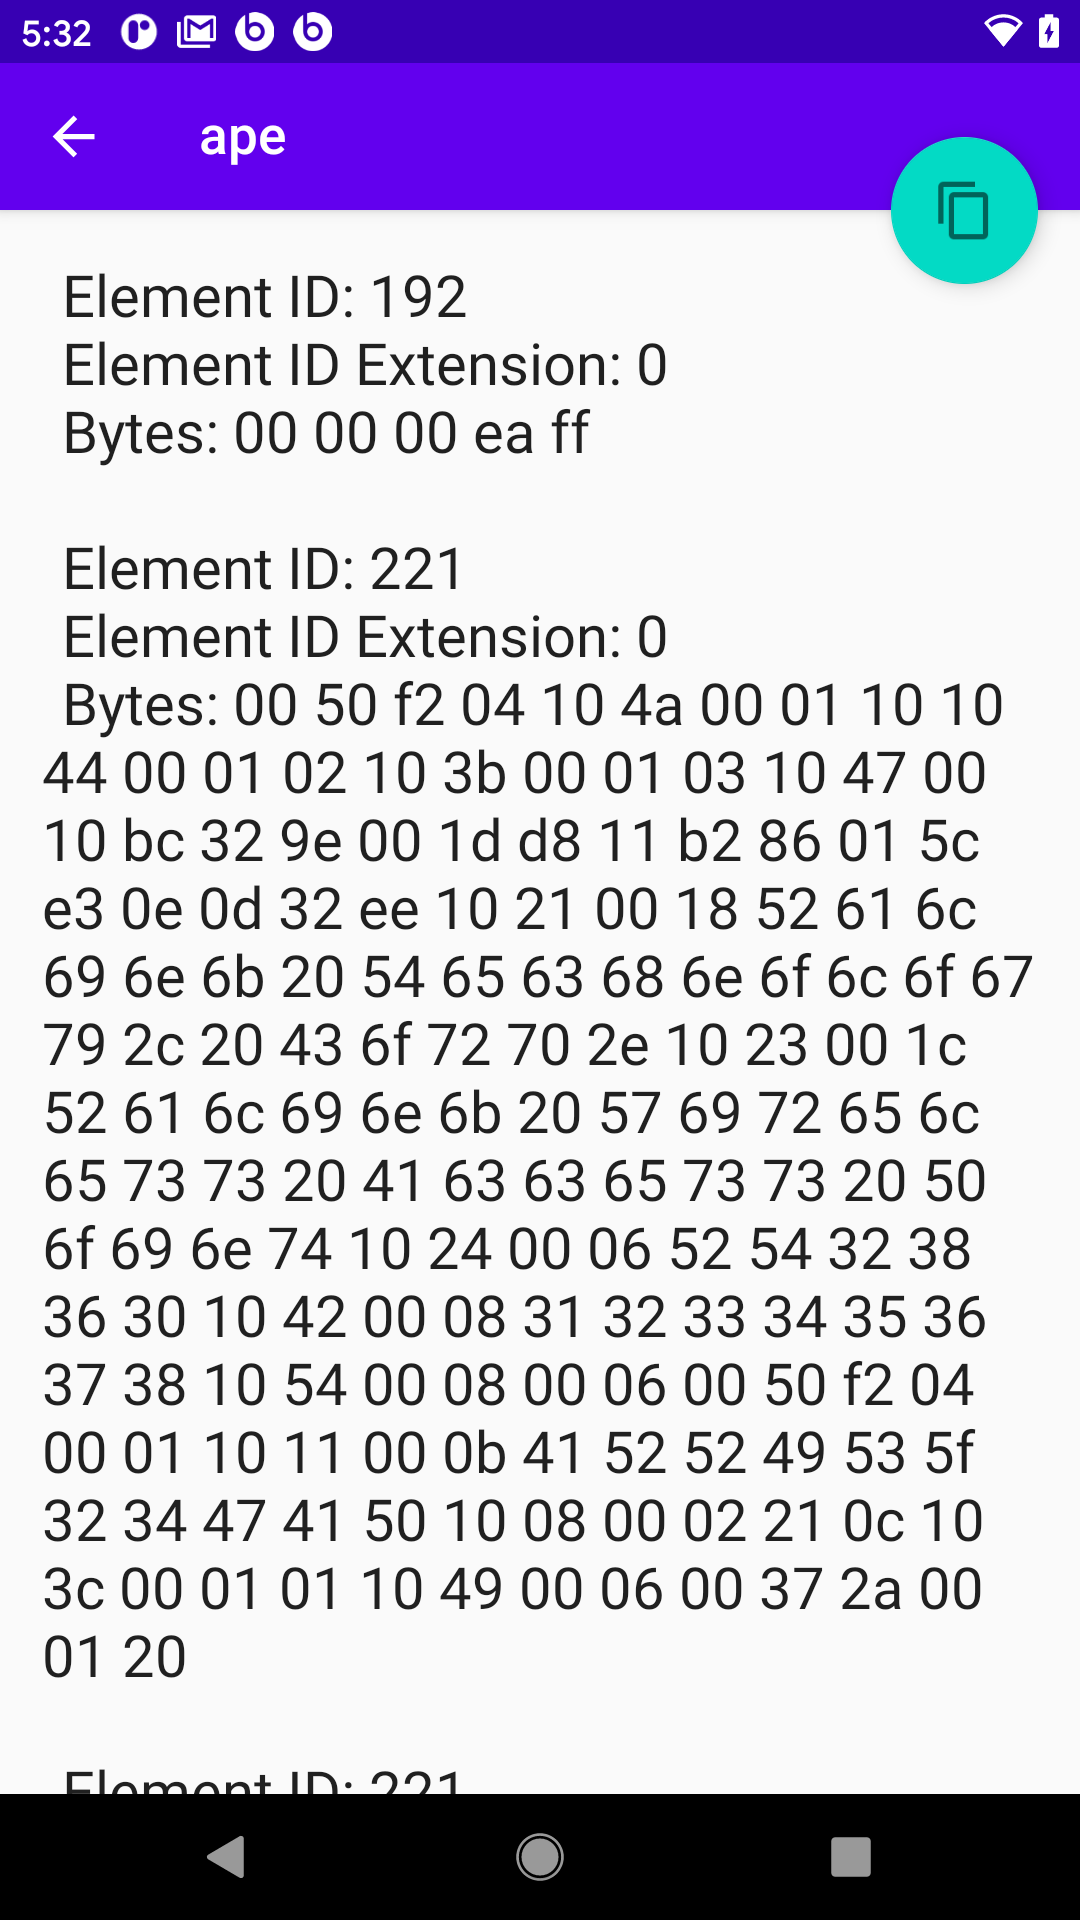 5:32
ape
Element ID: 192
Element ID Extension: 0
Bytes: 00 00 00 ea ff
Element ID: 221
Element ID Extension: 0
Bytes: 00 50 f2 04 10 4a 00 01 10 10
44 00 01 02 10 3b 00 01 03 10 47 00
10 bc 32 9e 00 1d d8 11 b2 86 01 5c
e3 0e 0d 32 ee 10 21 00 18 52 61 6c
69 6e 6b 20 54 65 63 68 6e 6f 6c 6f 67
79 2c 20 43 6f 72 70 2e 10 23 00 1c
52 61 6c 69 6e 6b 20 57 69 72 65 6c
65 73 73 20 41 63 63 65 73 73 20 50
6f 69 6e 74 10 24 00 06 52 54 32 38
36 30 10 42 00 08 31 32 33 34 35 36
37 38 10 54 00 08 00 06 00 50 f2 04
00 01 10 11 00 0b 41 52 52 49 53 5f
32 34 47 41 50 10 08 00 02 21 0c 10
3c 00 01 01 10 49 00 06 00 37 2a 00
01 20
Element ID: 221